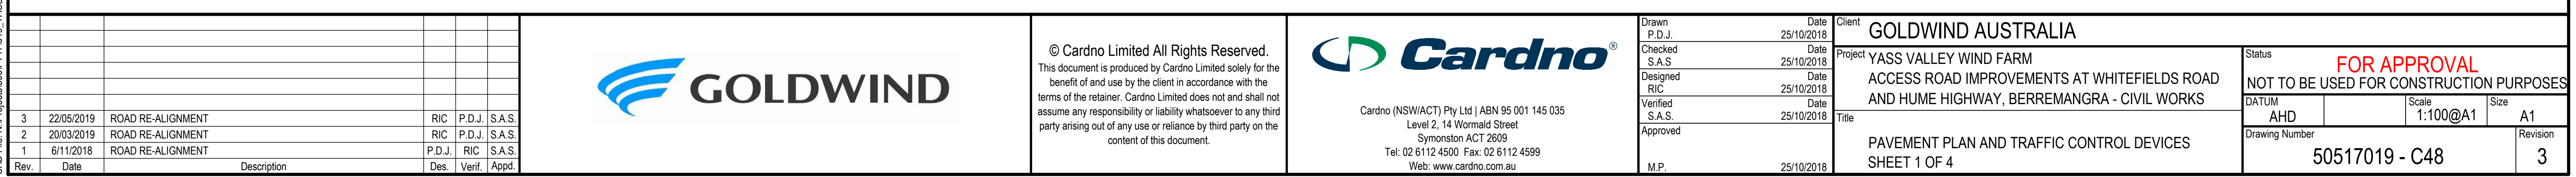 3 22/05/2019 ROAD RE-ALIGNMENT RIC P.D.J. S.A.S.
2 20/03/2019 ROAD RE-ALIGNMENT RIC P.D.J. S.A.S.
1 6/11/2018 ROAD RE-ALIGNMENT P.D.J. RIC S.A.S.
Rev. Date Description Des. Verif. Appd.
GOLDWIND
© Cardno Limited All Rights Reserved.
This document is produced by Cardno Limited solely for the
benefit of and use by the client in accordance with the
terms of the retainer. Cardno Limited does not and shall not
assume any responsibility or liability whatsoever to any third
party arising out of any use or reliance by third party on the
content of this document.
Cardno®
Cardno (NSW/ACT) Pty Ltd | ABN 95 001 145 035
Level 2, 14 Wormald Street
Symonston ACT 2609
Tel: 02 6112 4500 Fax: 02 6112 4599
Web: www.cardno.com.au
Drawn Date
P.D.J. 25/10/2018
Checked Date
S.A.S 25/10/2018
Designed Date
RIC 25/10/2018
Verified Date
S.A.S. 25/10/2018
Approved
M.P. 25/10/2018
Client GOLDWIND AUSTRALIA
Project YASS VALLEY WIND FARM
ACCESS ROAD IMPROVEMENTS AT WHITEFIELDS ROAD
AND HUME HIGHWAY, BERREMANGRA - CIVIL WORKS
Title
PAVEMENT PLAN AND TRAFFIC CONTROL DEVICES
SHEET 1 OF 4
Status
FOR APPROVAL
NOT TO BE USED FOR CONSTRUCTION PURPOSES
DATUM Scale Size
AHD 1:100@A1 A1
Drawing Number Revision
50517019 - C48 3